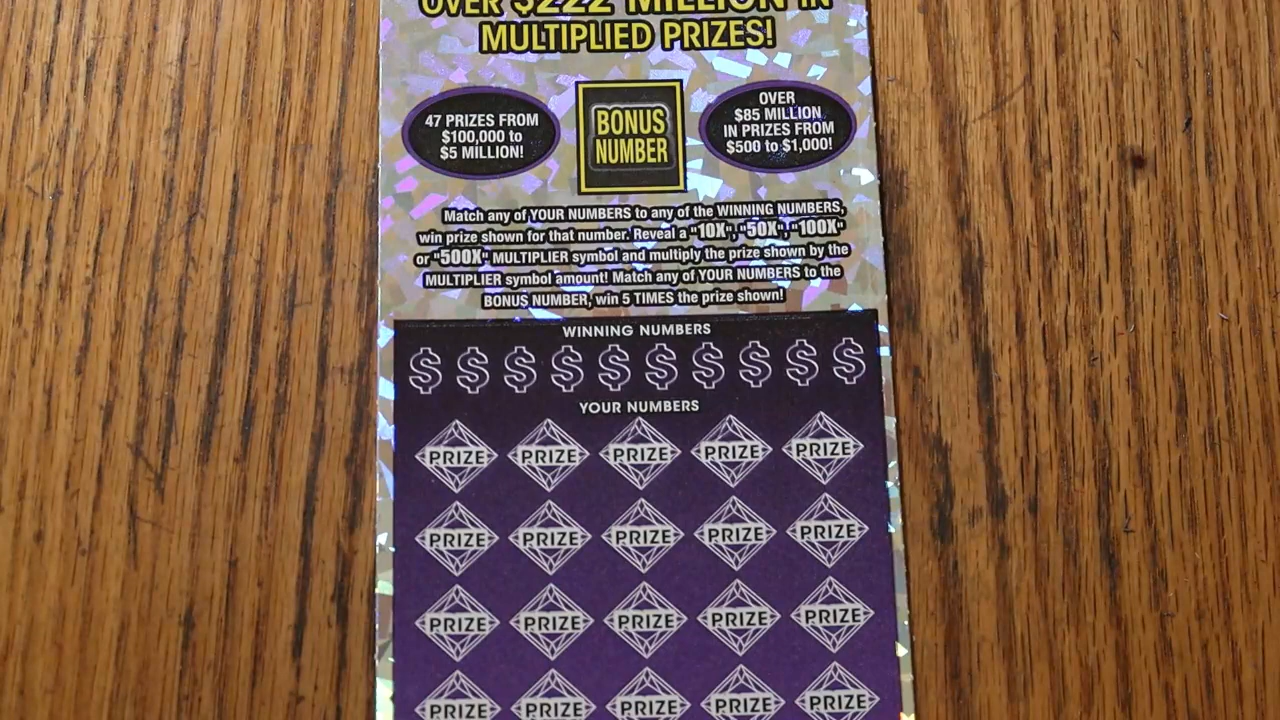 OVER $222 MILLION IN
MULTIPLIED PRIZES!
47 PRIZES FROM
$100,000 to
$5 MILLION!
BONUS
NUMBER
OVER
$85 MILLION
IN PRIZES FROM
$500 to $1,000!
Match any of YOUR NUMBERS to any of the WINNING NUMBERS,
win prize shown for that number. Reveal a "10X", "50X", "100X"
or "500X" MULTIPLIER symbol and multiply the prize shown by the
MULTIPLIER symbol amount! Match any of YOUR NUMBERS to the
BONUS NUMBER, win 5 TIMES the prize shown!
WINNING NUMBERS
$ $ $ $ $ $ $ $ $ $
YOUR NUMBERS
PRIZE PRIZE PRIZE PRIZE PRIZE
PRIZE PRIZE PRIZE PRIZE PRIZE
PRIZE PRIZE PRIZE PRIZE PRIZE
PRIZE PRIZE PRIZE PRIZE PRIZE